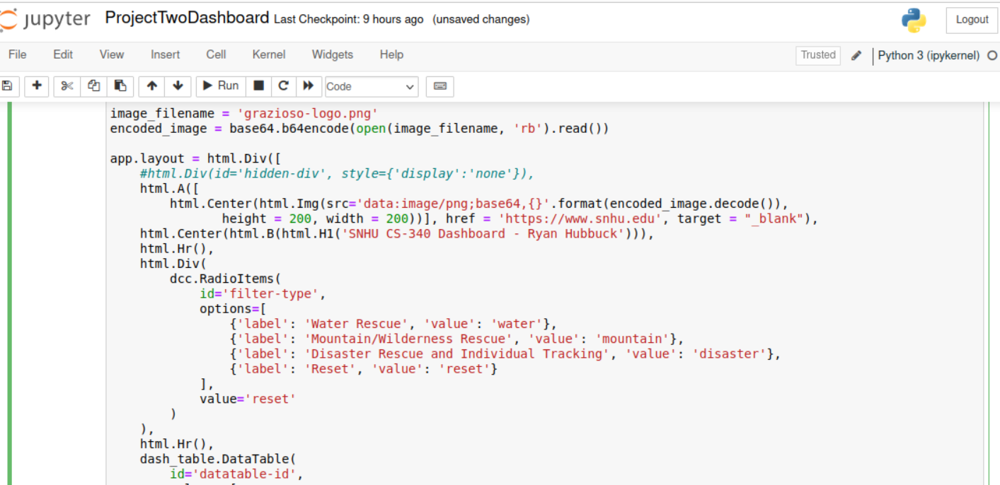 jupyter ProjectTwoDashboard Last Checkpoint: 9 hours ago (unsaved changes) Logout
File Edit View Insert Cell Kernel Widgets Help Trusted Python 3 (ipykernel)
Run Code
image_filename = 'grazioso-logo.png'
encoded_image = base64.b64encode(open(image_filename, 'rb').read())
app.layout = html.Div([
    #html.Div(id='hidden-div', style={'display':'none'}),
    html.A([
        html.Center(html.Img(src='data:image/png;base64,{}'.format(encoded_image.decode()),
               height = 200, width = 200))], href = 'https://www.snhu.edu', target = "_blank"),
    html.Center(html.B(html.H1('SNHU CS-340 Dashboard - Ryan Hubbuck'))),
    html.Hr(),
    html.Div(
        dcc.RadioItems(
            id='filter-type',
            options=[
                {'label': 'Water Rescue', 'value': 'water'},
                {'label': 'Mountain/Wilderness Rescue', 'value': 'mountain'},
                {'label': 'Disaster Rescue and Individual Tracking', 'value': 'disaster'},
                {'label': 'Reset', 'value': 'reset'}
            ],
            value='reset'
        )
    ),
    html.Hr(),
    dash_table.DataTable(
        id='datatable-id',